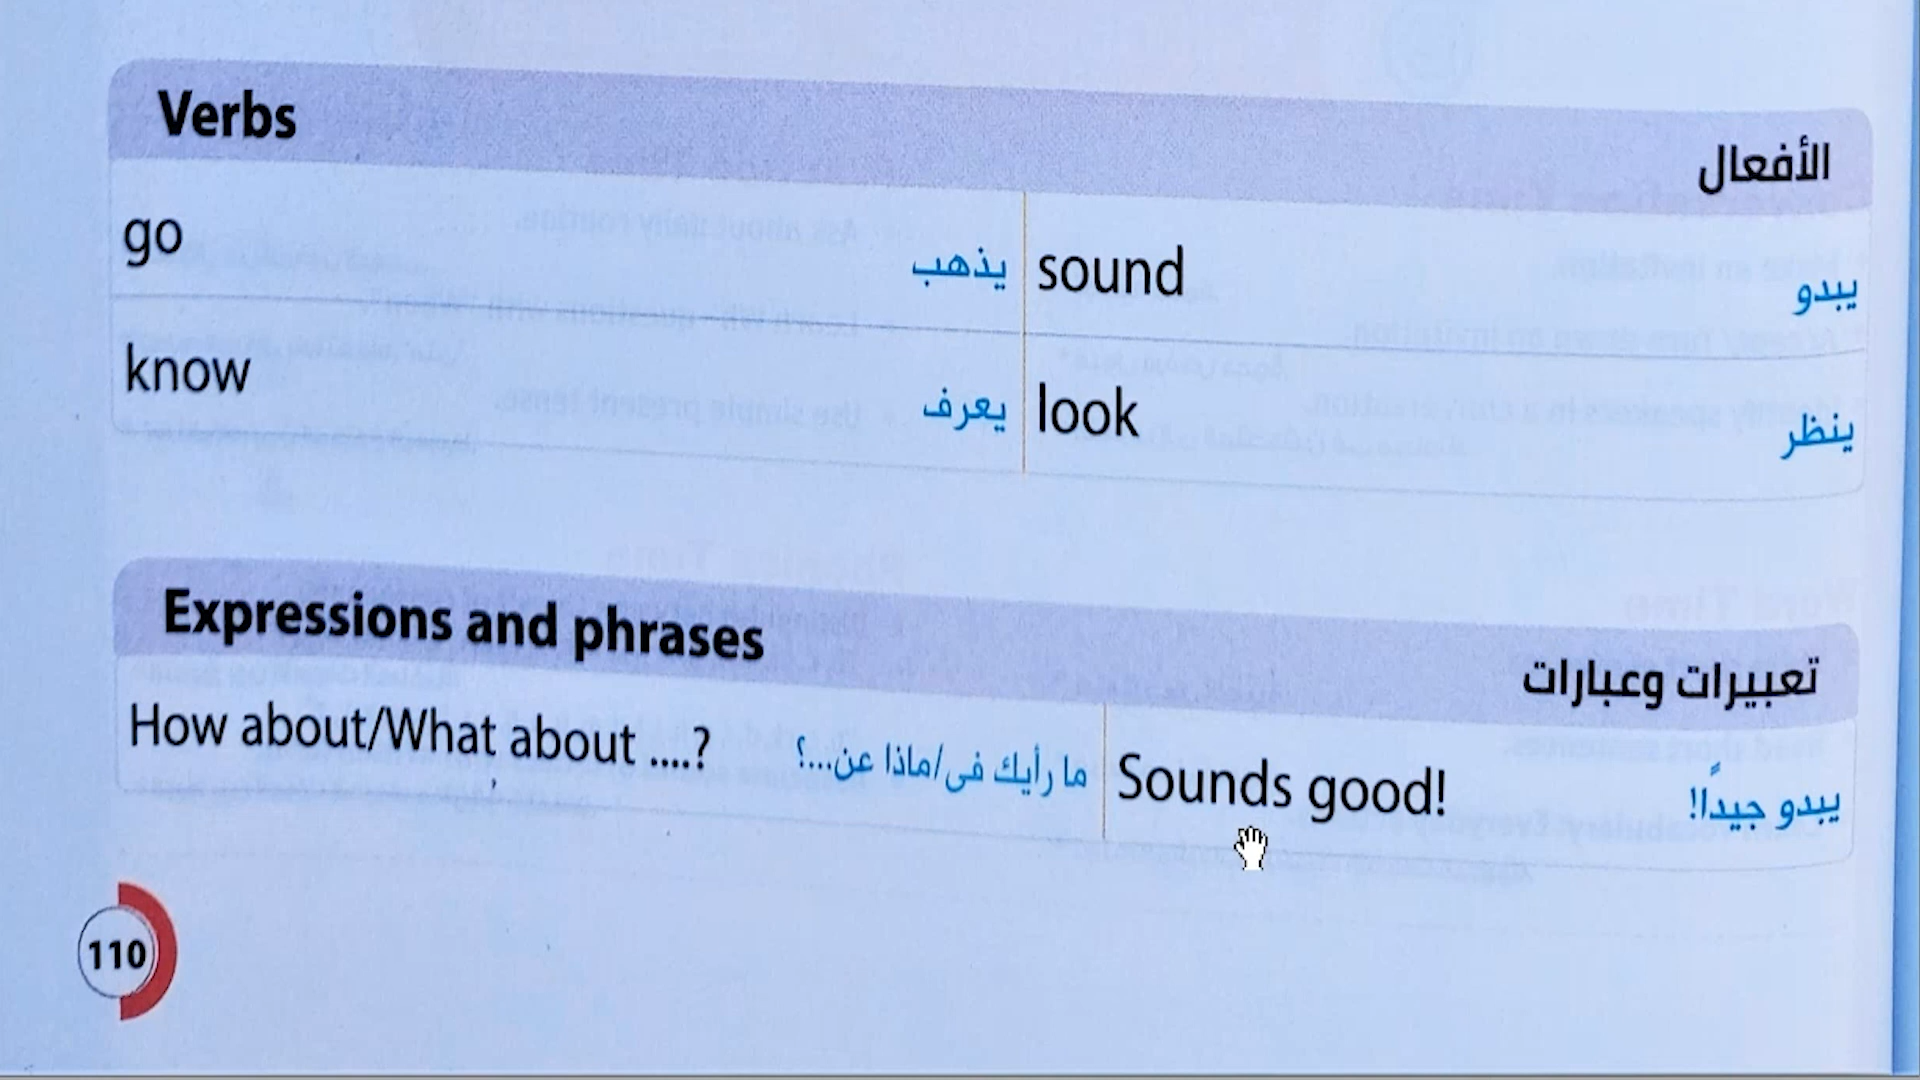 Verbs الأفعال
go يذهب sound يبدو
know يعرف look ينظر
Expressions and phrases تعبيرات وعبارات
How about/What about ....? ما رأيك فى/ماذا عن...؟ Sounds good! يبدو جيدًا!
110